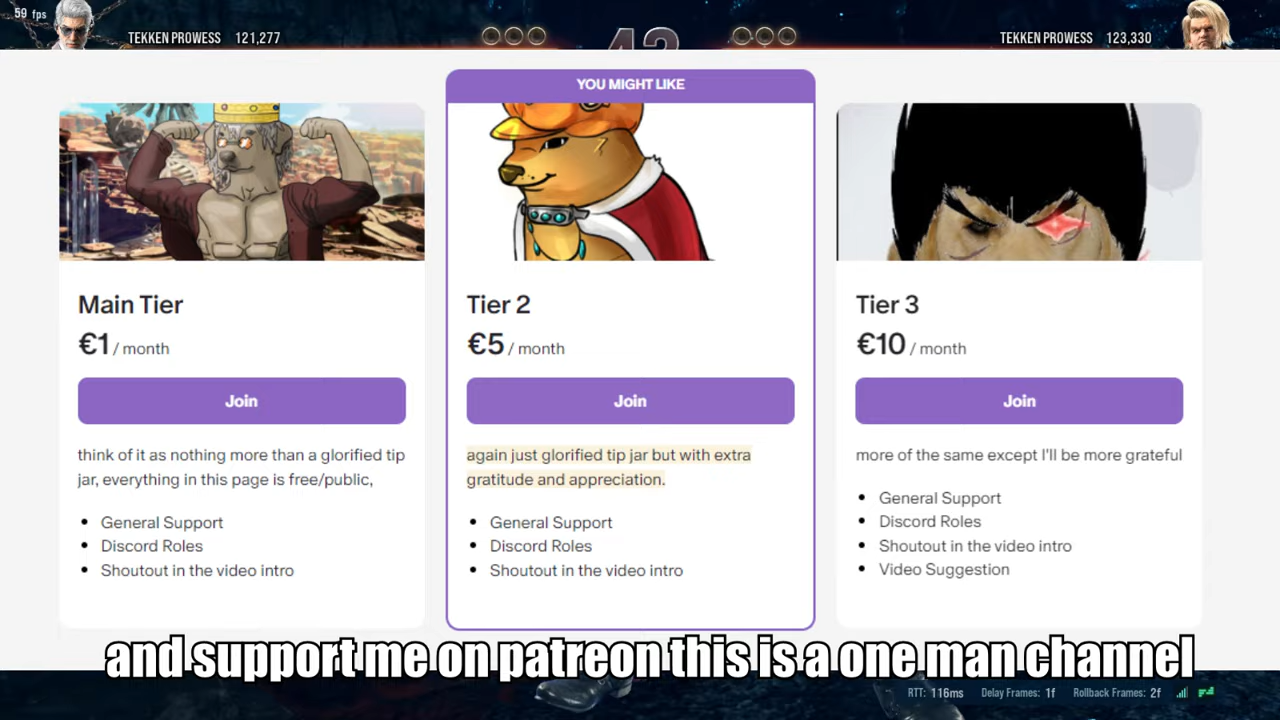 59 fps
TEKKEN PROWESS 121,277
42
TEKKEN PROWESS 123,330
YOU MIGHT LIKE
Main Tier
€1 / month
Join
think of it as nothing more than a glorified tip
jar, everything in this page is free/public,
• General Support
• Discord Roles
• Shoutout in the video intro
Tier 2
€5 / month
Join
again just glorified tip jar but with extra
gratitude and appreciation.
• General Support
• Discord Roles
• Shoutout in the video intro
Tier 3
€10 / month
Join
more of the same except I'll be more grateful
• General Support
• Discord Roles
• Shoutout in the video intro
• Video Suggestion
and support me on patreon this is a one man channel
RTT: 116ms Delay Frames: 1f Rollback Frames: 2f